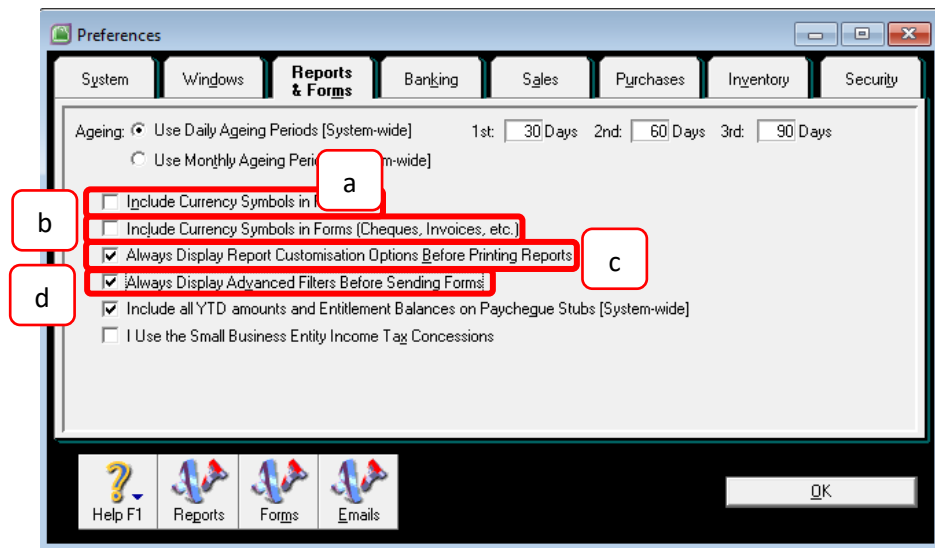 Preferences
System Windows Reports & Forms Banking Sales Purchases Inventory Security
Ageing: Use Daily Ageing Periods [System-wide] 1st: 30 Days 2nd: 60 Days 3rd: 90 Days
Use Monthly Ageing m-wide]
a
Include Currency Symbols in
b
Include Currency Symbols in Forms (Cheques, Invoices, etc.)
Always Display Report Customisation Options Before Printing Reports
c
Always Display Advanced Filters Before Sending Forms
d
Include all YTD amounts and Entitlement Balances on Paycheque Stubs [System-wide]
I Use the Small Business Entity Income Tax Concessions
Help F1 Reports Forms Emails
OK